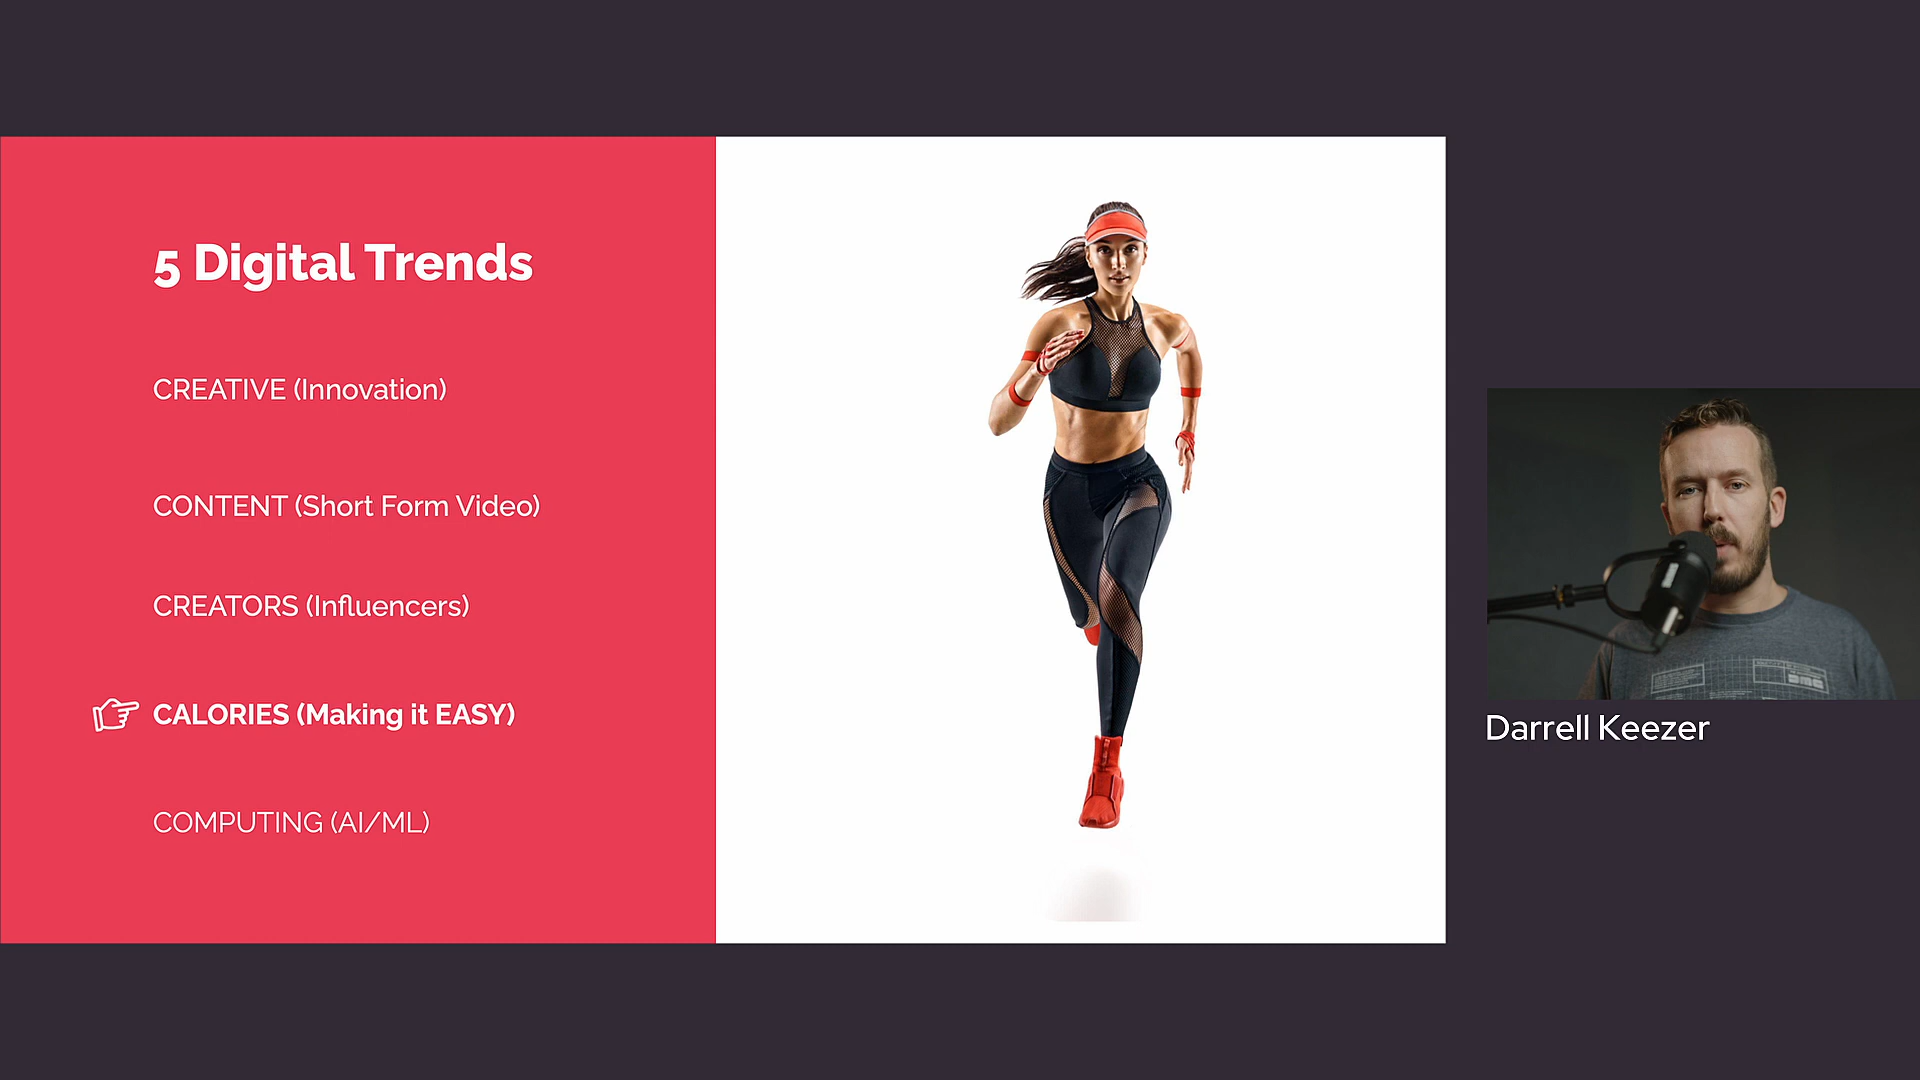 5 Digital Trends
CREATIVE (Innovation)
CONTENT (Short Form Video)
CREATORS (Influencers)
CALORIES (Making it EASY)
COMPUTING (AI/ML)
Darrell Keezer